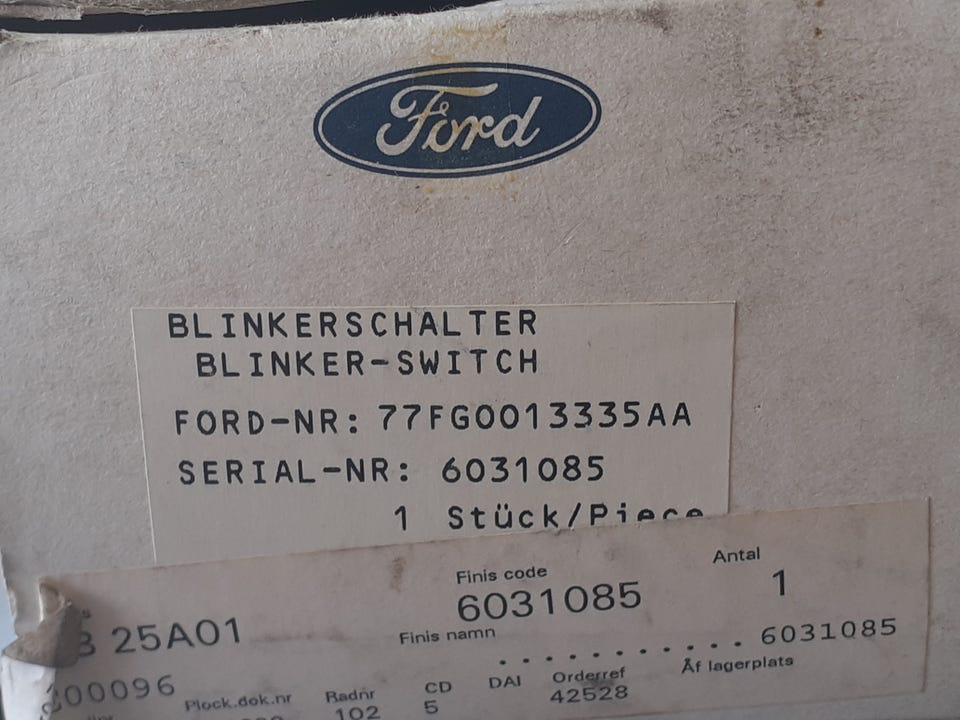 Ford
BLINKERSCHALTER
BLINKER-SWITCH
FORD-NR: 77FG0013335AA
SERIAL-NR: 6031085
1 Stück/Piece
Finis code
Antal
6031085
1
25A01
Finis namn
. . . . . . . . . . . 6031085
00096
Plock.dok.nr
Radnr
CD
DAI
Orderref
Åf lagerplats
102
5
42528